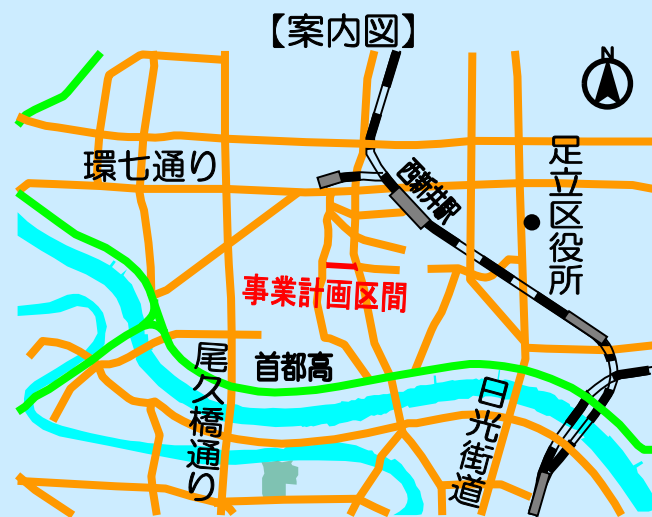 【案内図】
N
環七通り
西新井駅
足立区役所
事業計画区間
首都高
尾久橋通り
日光街道